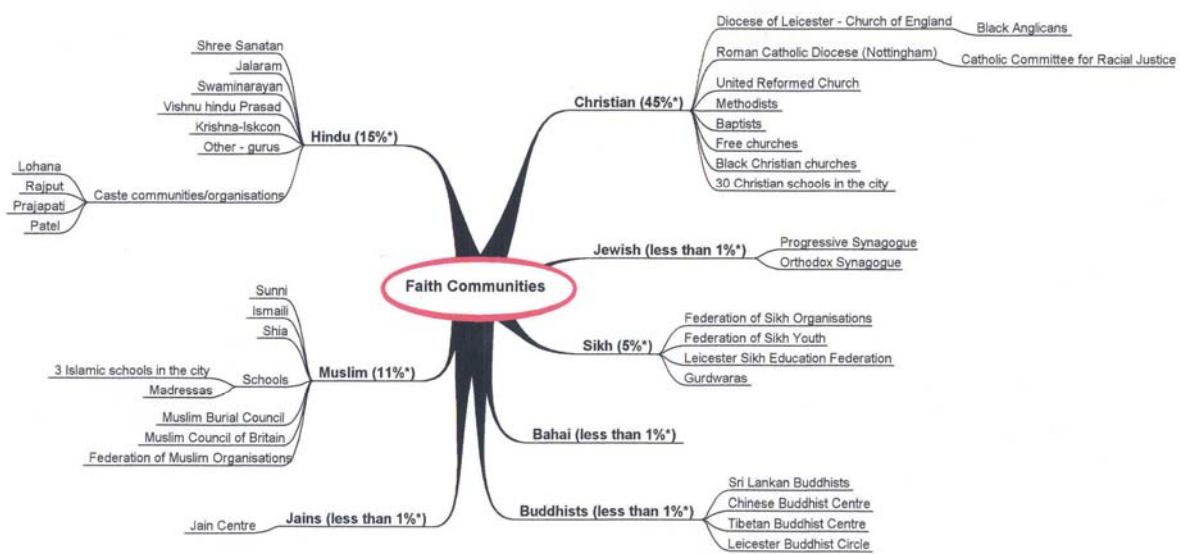 Faith Communities
Christian (45%*)
Diocese of Leicester - Church of England
Black Anglicans
Roman Catholic Diocese (Nottingham)
Catholic Committee for Racial Justice
United Reformed Church
Methodists
Baptists
Free churches
Black Christian churches
30 Christian schools in the city
Jewish (less than 1%*)
Progressive Synagogue
Orthodox Synagogue
Sikh (5%*)
Federation of Sikh Organisations
Federation of Sikh Youth
Leicester Sikh Education Federation
Gurdwaras
Bahai (less than 1%*)
Buddhists (less than 1%*)
Sri Lankan Buddhists
Chinese Buddhist Centre
Tibetan Buddhist Centre
Leicester Buddhist Circle
Jains (less than 1%*)
Jain Centre
Muslim (11%*)
Sunni
Ismaili
Shia
Schools
3 Islamic schools in the city
Madressas
Muslim Burial Council
Muslim Council of Britain
Federation of Muslim Organisations
Hindu (15%*)
Shree Sanatan
Jalaram
Swaminarayan
Vishnu hindu Prasad
Krishna-Iskcon
Other - gurus
Caste communities/organisations
Lohana
Rajput
Prajapati
Patel